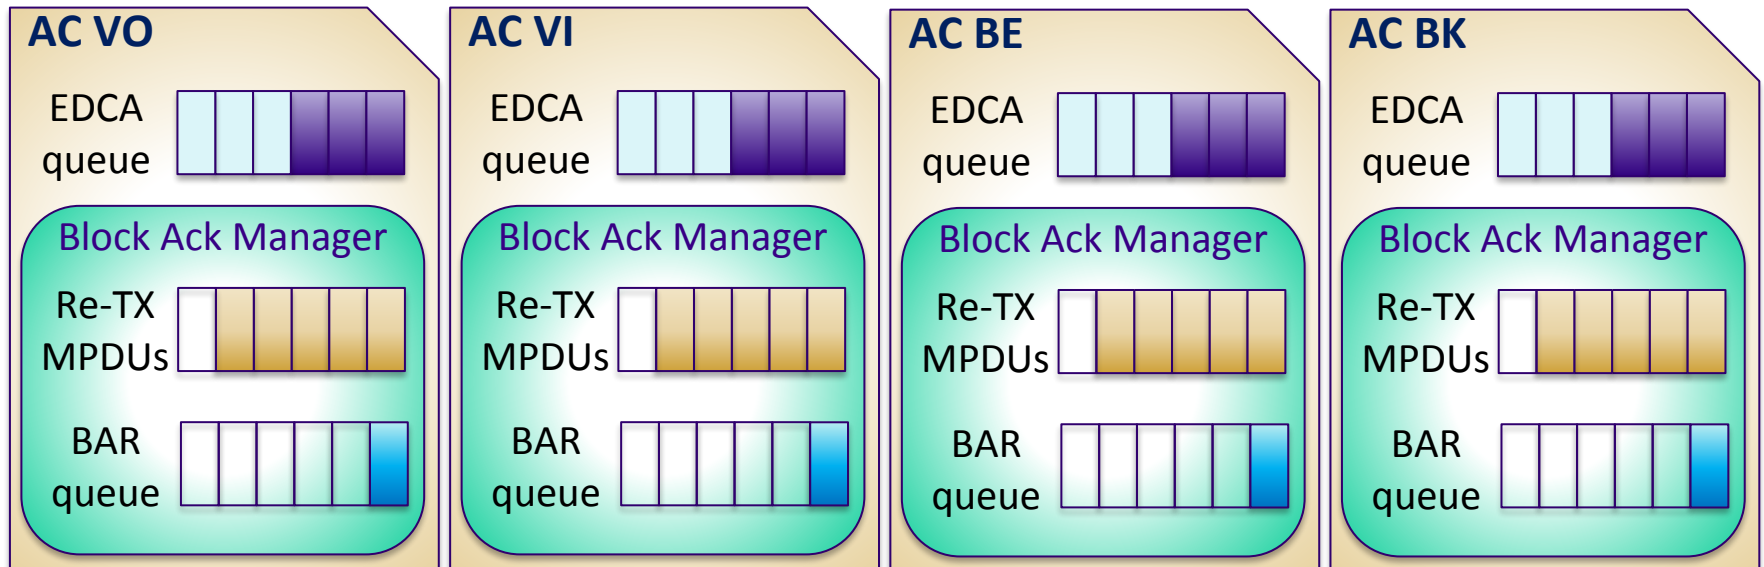 AC VO
EDCA
queue
Block Ack Manager
Re-TX
MPDUs
BAR
queue
AC VI
EDCA
queue
Block Ack Manager
Re-TX
MPDUs
BAR
queue
AC BE
EDCA
queue
Block Ack Manager
Re-TX
MPDUs
BAR
queue
AC BK
EDCA
queue
Block Ack Manager
Re-TX
MPDUs
BAR
queue